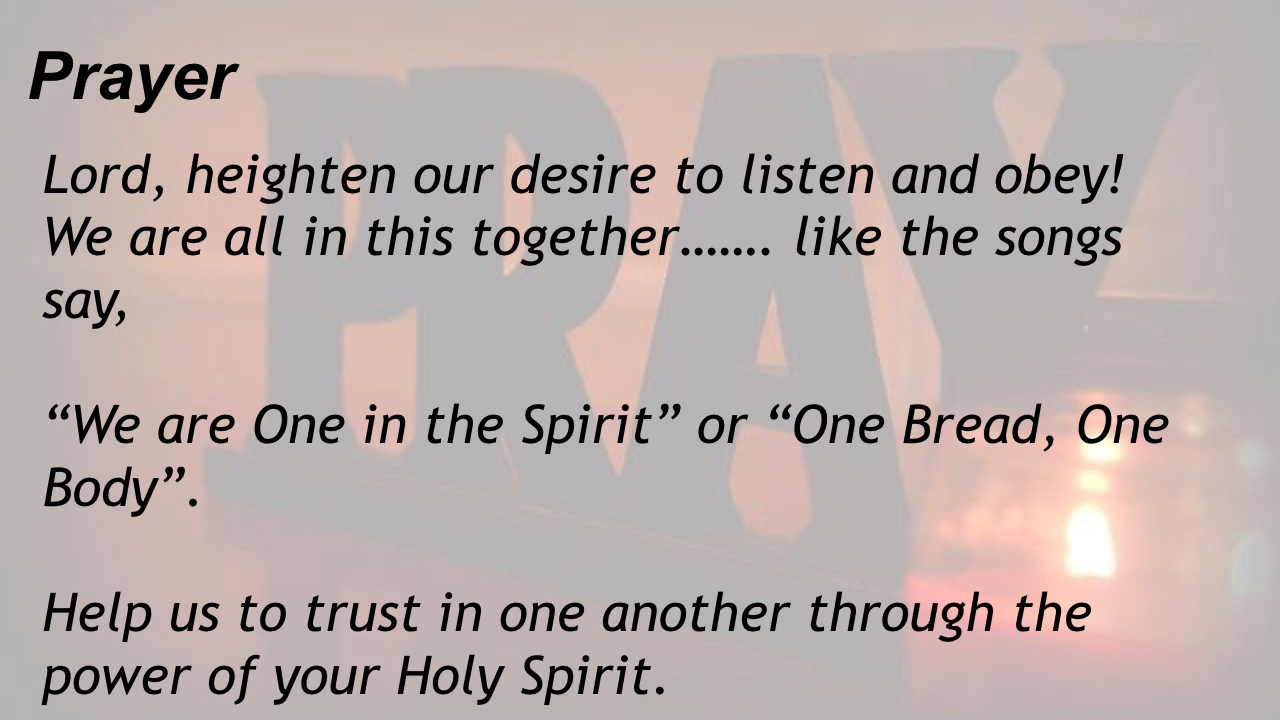 Prayer
PRAY
Lord, heighten our desire to listen and obey!
We are all in this together……. like the songs
say,
“We are One in the Spirit” or “One Bread, One
Body”.
Help us to trust in one another through the
power of your Holy Spirit.